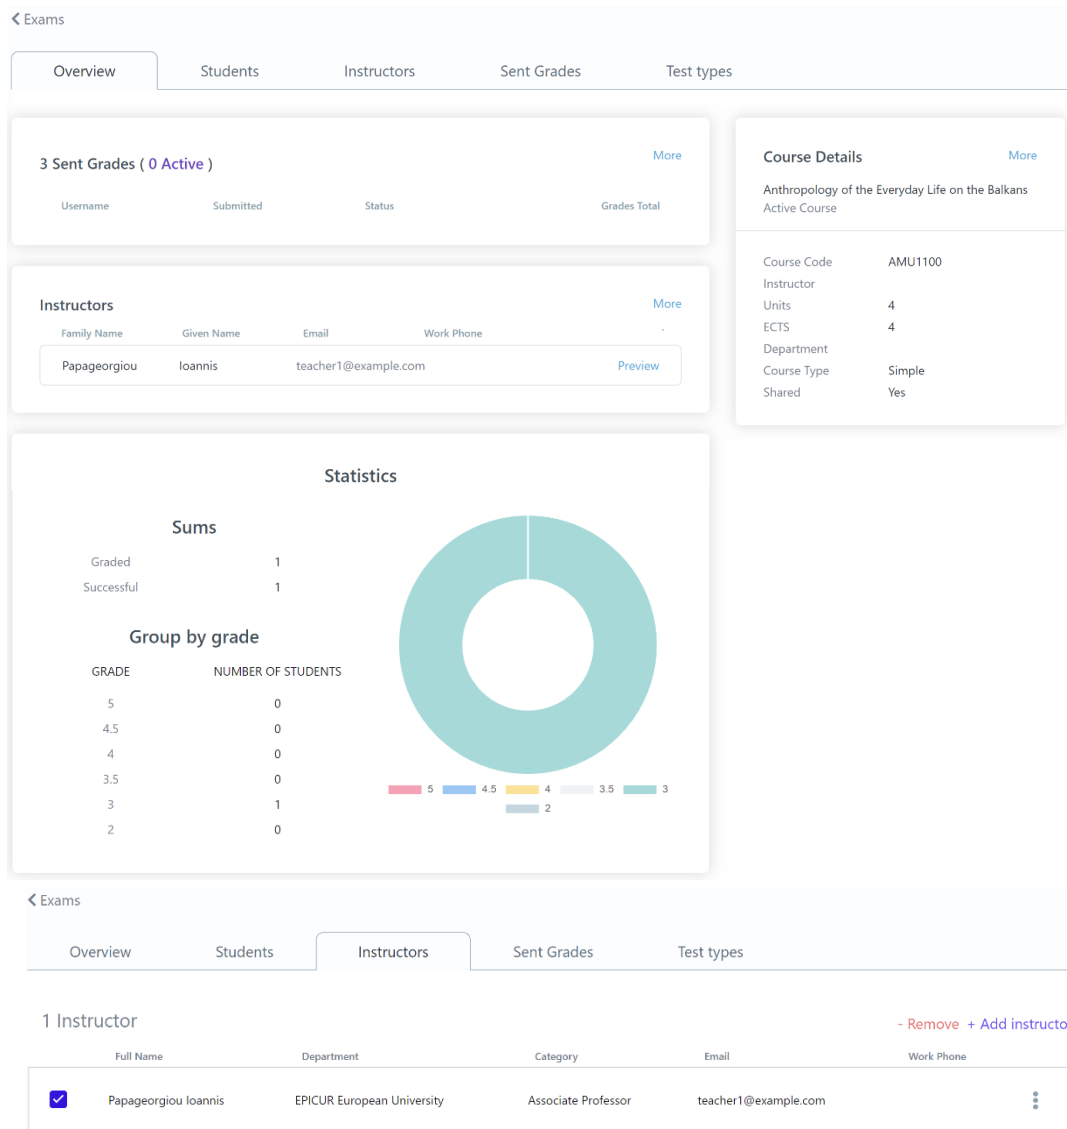 Exams
Overview Students Instructors Sent Grades Test types
3 Sent Grades ( 0 Active ) More
Username Submitted Status Grades Total
Instructors More
Family Name Given Name Email Work Phone
Papageorgiou Ioannis teacher1@example.com Preview
Course Details More
Anthropology of the Everyday Life on the Balkans
Active Course
Course Code AMU1100
Instructor
Units 4
ECTS 4
Department
Course Type Simple
Shared Yes
Statistics
Sums
Graded 1
Successful 1
Group by grade
GRADE NUMBER OF STUDENTS
5 0
4.5 0
4 0
3.5 0
3 1
2 0
5 4.5 4 3.5 3
2
Exams
Overview Students Instructors Sent Grades Test types
1 Instructor - Remove + Add instructo
Full Name Department Category Email Work Phone
Papageorgiou Ioannis EPICUR European University Associate Professor teacher1@example.com